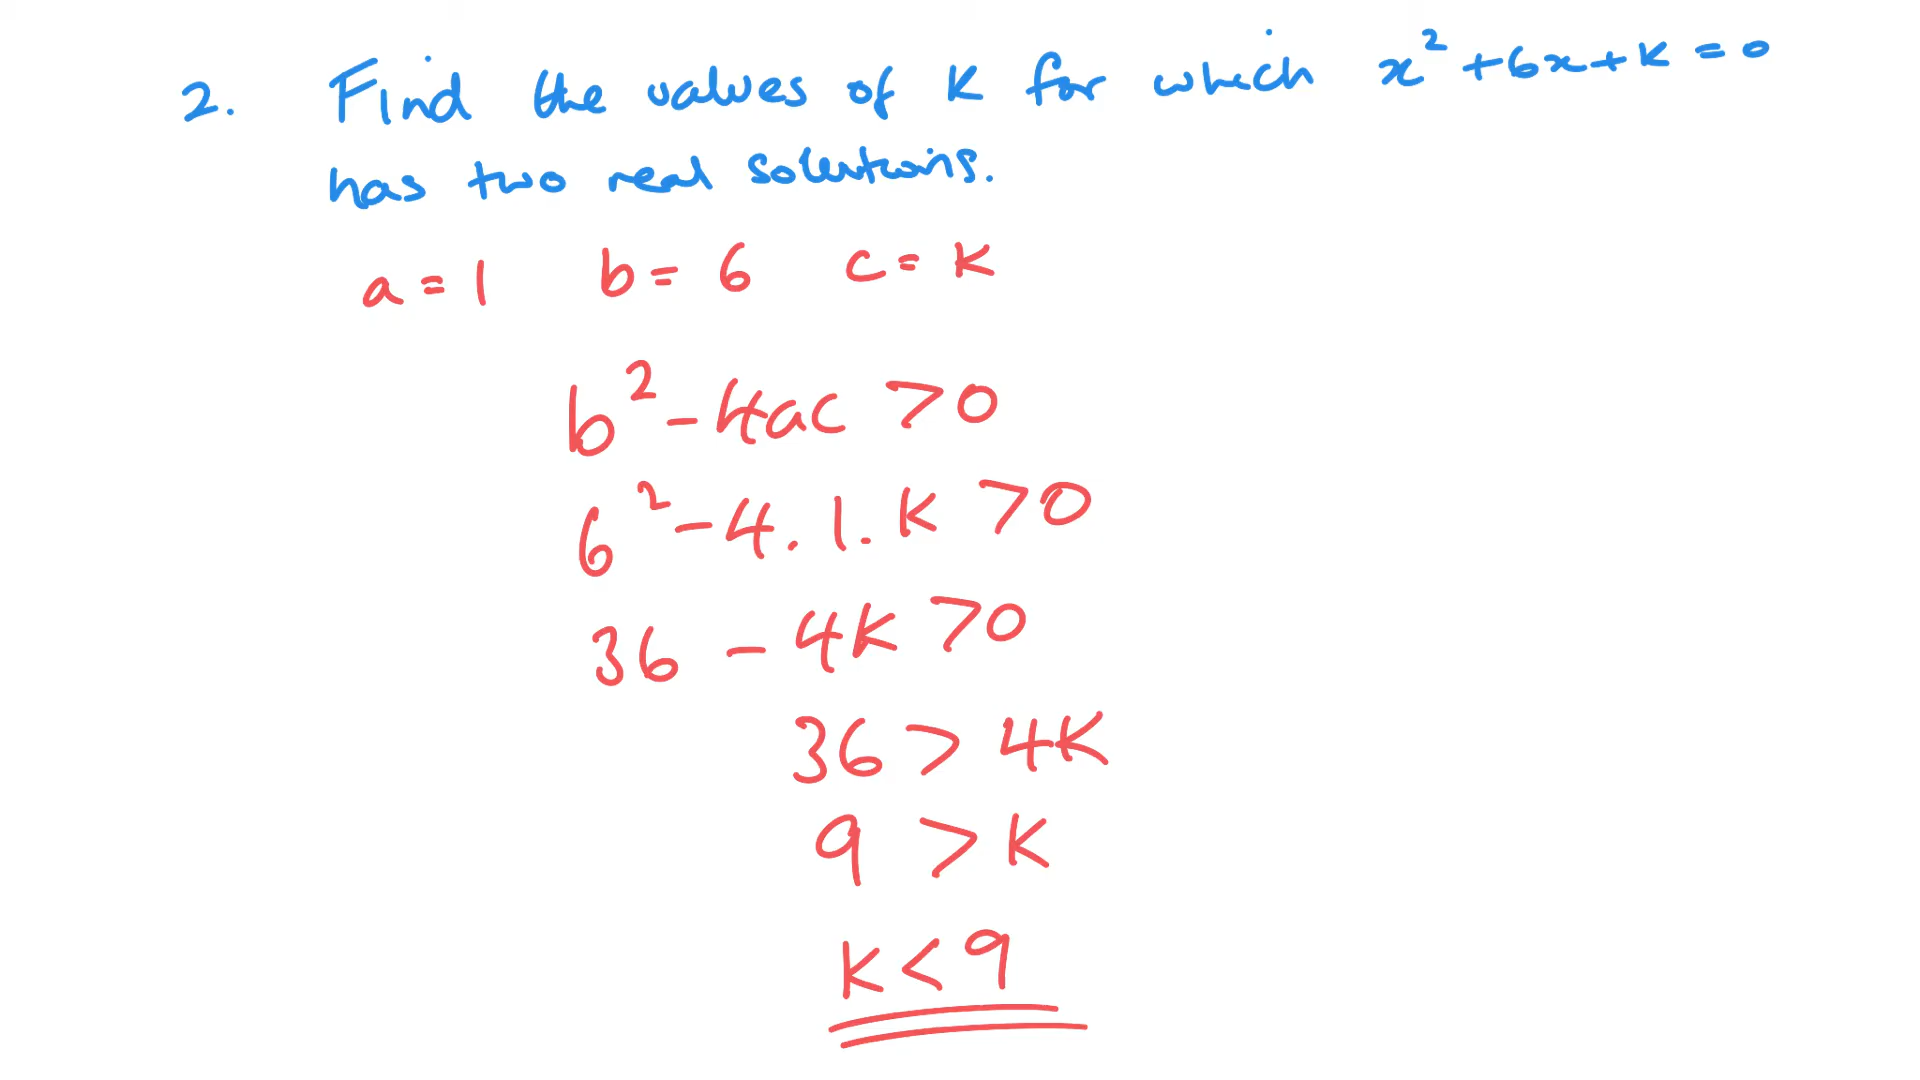 2. Find the values of k for which x² + 6x + k = 0
has two real solutions.
a = 1 b = 6 c = k
b² - 4ac > 0
6² - 4 . 1 . k > 0
36 - 4k > 0
36 > 4k
9 > k
k < 9